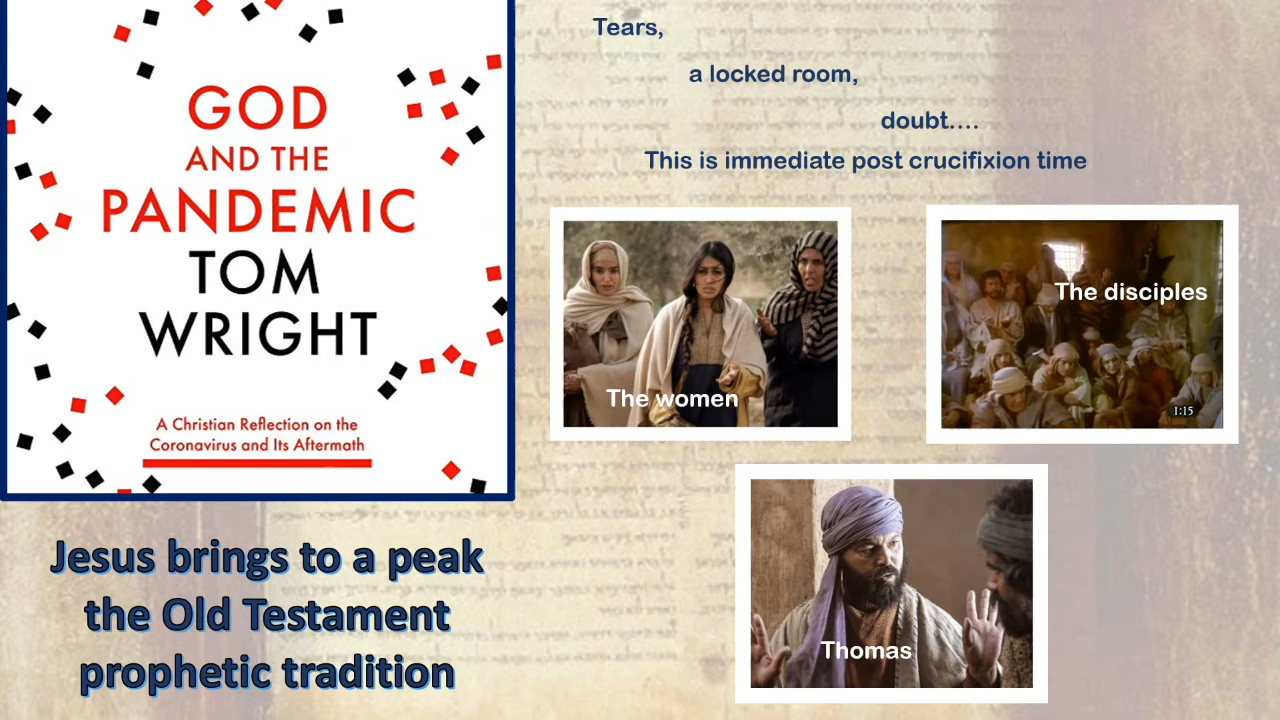 GOD
AND THE
PANDEMIC
TOM
WRIGHT
A Christian Reflection on the
Coronavirus and Its Aftermath
Jesus brings to a peak
the Old Testament
prophetic tradition
Tears,
a locked room,
doubt....
This is immediate post crucifixion time
The women
The disciples
1:15
Thomas